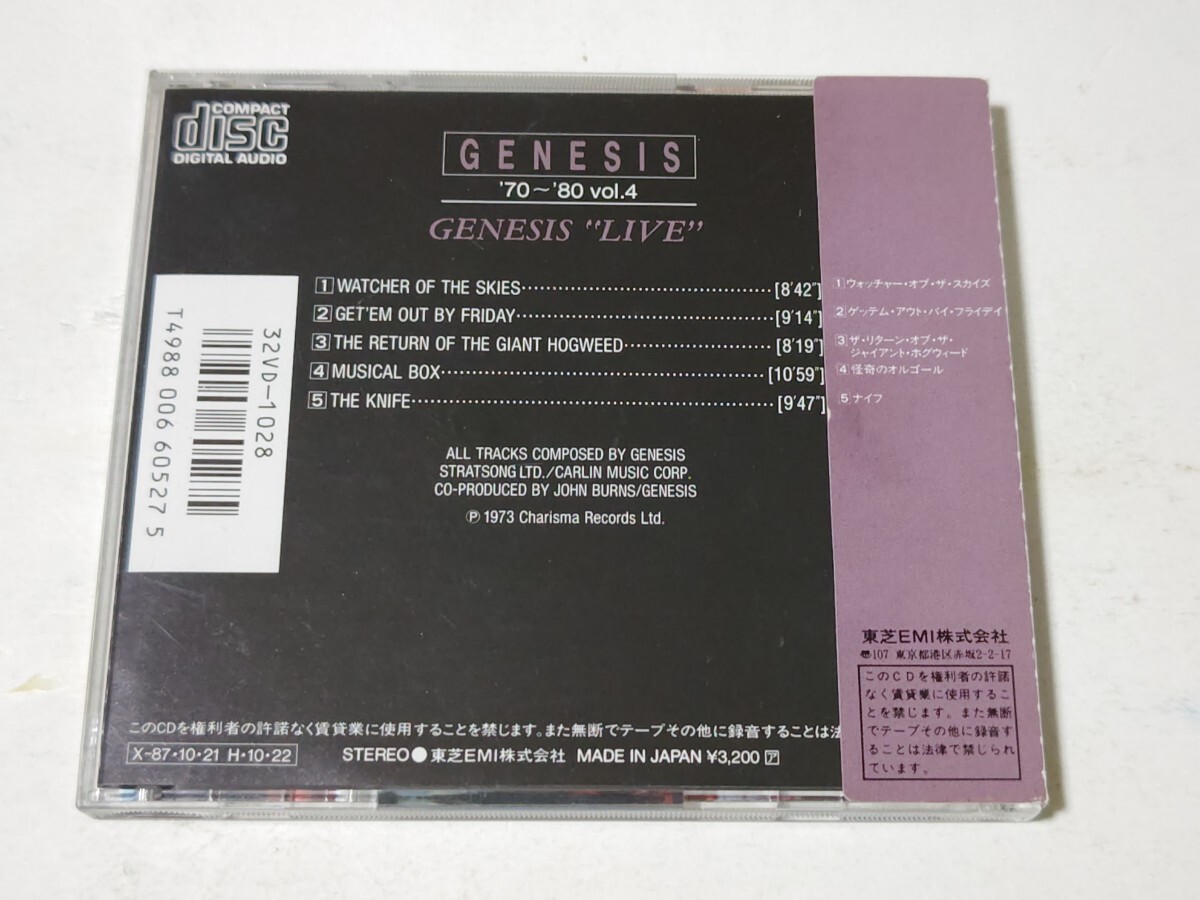 COMPACT
disc
DIGITAL AUDIO
GENESIS
'70～'80 vol.4
GENESIS "LIVE"
1 WATCHER OF THE SKIES [8'42"]
2 GET'EM OUT BY FRIDAY [9'14"]
3 THE RETURN OF THE GIANT HOGWEED [8'19"]
4 MUSICAL BOX [10'59"]
5 THE KNIFE [9'47"]
ALL TRACKS COMPOSED BY GENESIS
STRATSONG LTD./CARLIN MUSIC CORP.
CO-PRODUCED BY JOHN BURNS/GENESIS
Ⓟ 1973 Charisma Records Ltd.
32VD-1028
T4988 006 60527 5
このCDを権利者の許諾なく賃貸業に使用することを禁じます。また無断でテープその他に録音することは法
X-87・10・21 H・10・22
STEREO●東芝EMI株式会社 MADE IN JAPAN ¥3,200 ア
1 ウォッチャー・オブ・ザ・スカイズ
2 ゲッテム・アウト・バイ・フライデイ
3 ザ・リターン・オブ・ザ・
ジャイアント・ホグウィード
4 怪奇のオルゴール
5 ナイフ
東芝EMI株式会社
〠107 東京都港区赤坂2-2-17
このCDを権利者の許諾
なく賃貸業に使用するこ
とを禁じます。また無断
でテープその他に録音す
ることは法律で禁じられ
ています。